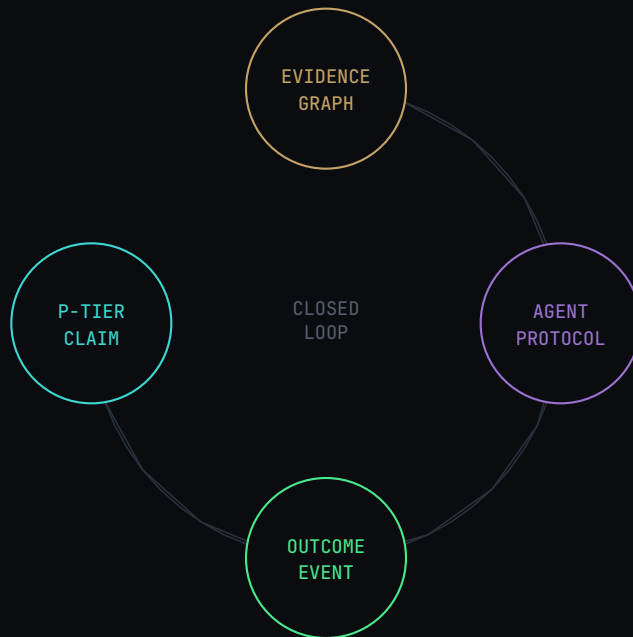 EVIDENCE
GRAPH
P-TIER
CLAIM
CLOSED
LOOP
AGENT
PROTOCOL
OUTCOME
EVENT